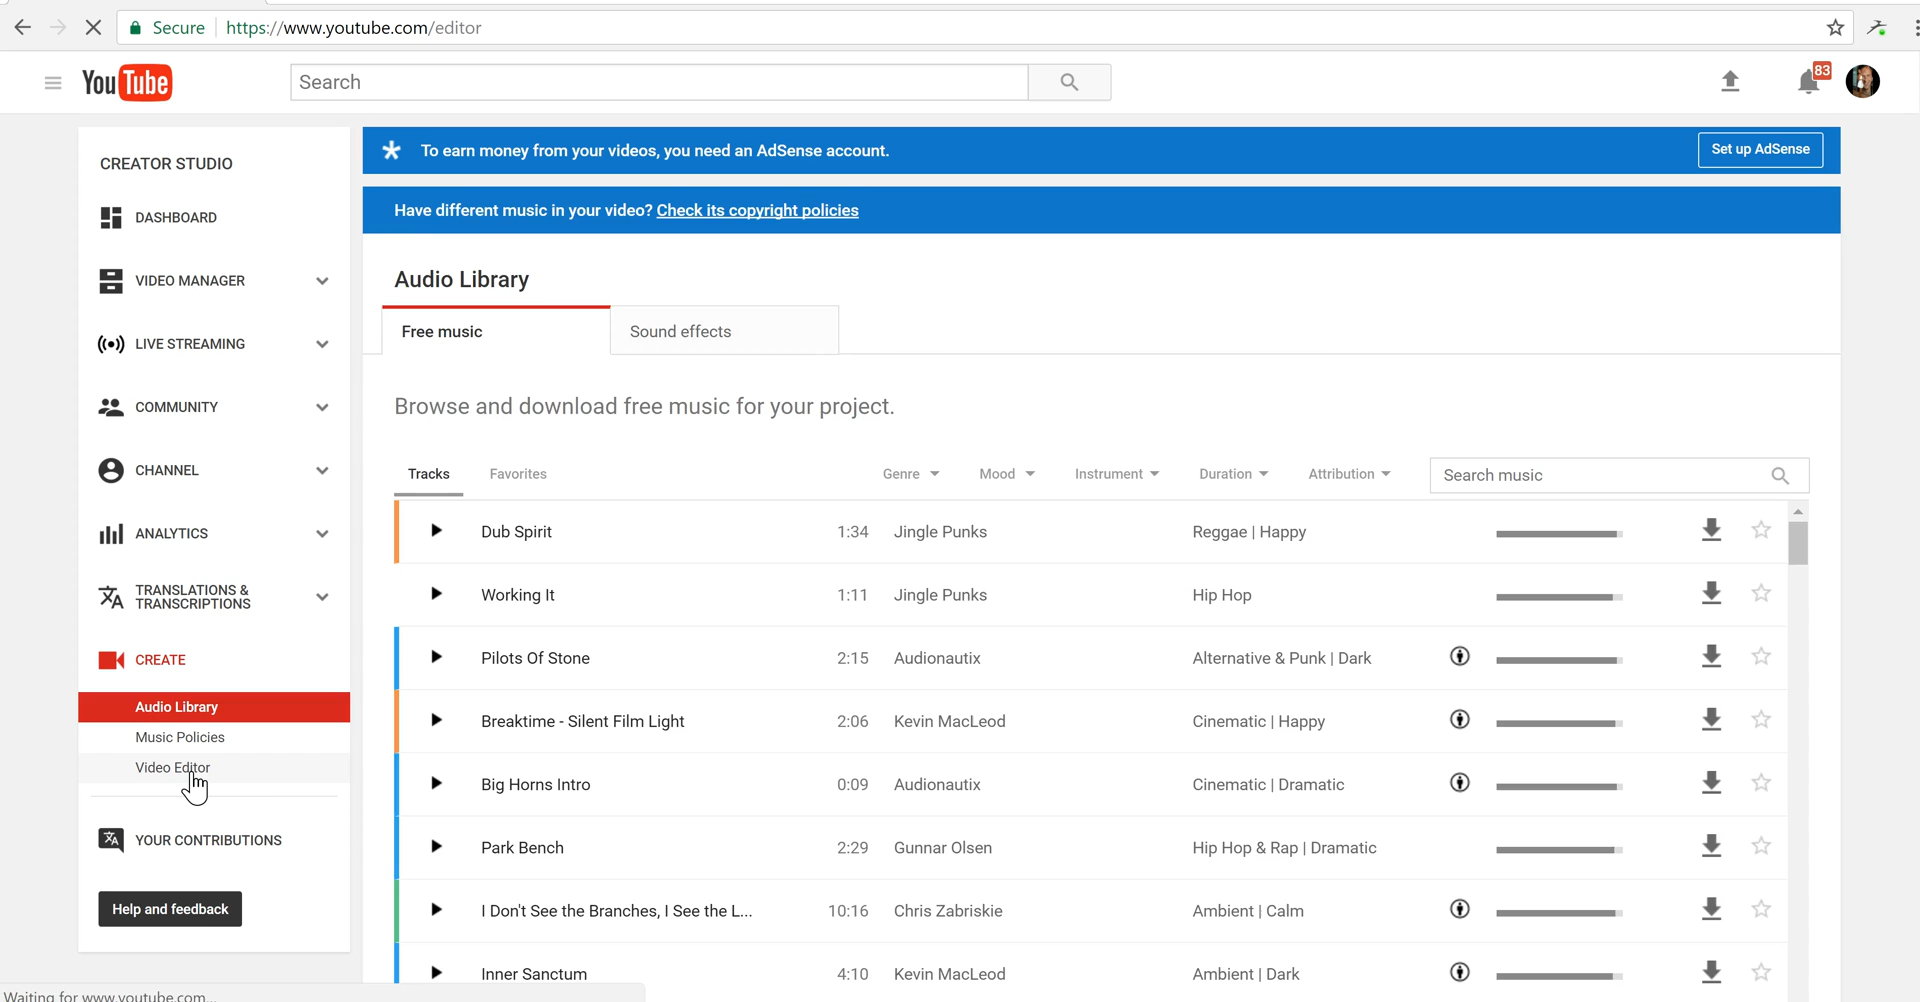 Secure https://www.youtube.com/editor
YouTube Search 83
CREATOR STUDIO
DASHBOARD
VIDEO MANAGER
LIVE STREAMING
COMMUNITY
CHANNEL
ANALYTICS
TRANSLATIONS &
TRANSCRIPTIONS
CREATE
Audio Library
Music Policies
Video Editor
YOUR CONTRIBUTIONS
Help and feedback
To earn money from your videos, you need an AdSense account. Set up AdSense
Have different music in your video? Check its copyright policies
Audio Library
Free music Sound effects
Browse and download free music for your project.
Tracks Favorites Genre Mood Instrument Duration Attribution Search music
Dub Spirit 1:34 Jingle Punks Reggae | Happy
Working It 1:11 Jingle Punks Hip Hop
Pilots Of Stone 2:15 Audionautix Alternative & Punk | Dark
Breaktime - Silent Film Light 2:06 Kevin MacLeod Cinematic | Happy
Big Horns Intro 0:09 Audionautix Cinematic | Dramatic
Park Bench 2:29 Gunnar Olsen Hip Hop & Rap | Dramatic
I Don't See the Branches, I See the L... 10:16 Chris Zabriskie Ambient | Calm
Inner Sanctum 4:10 Kevin MacLeod Ambient | Dark
Waiting for www.youtube.com...